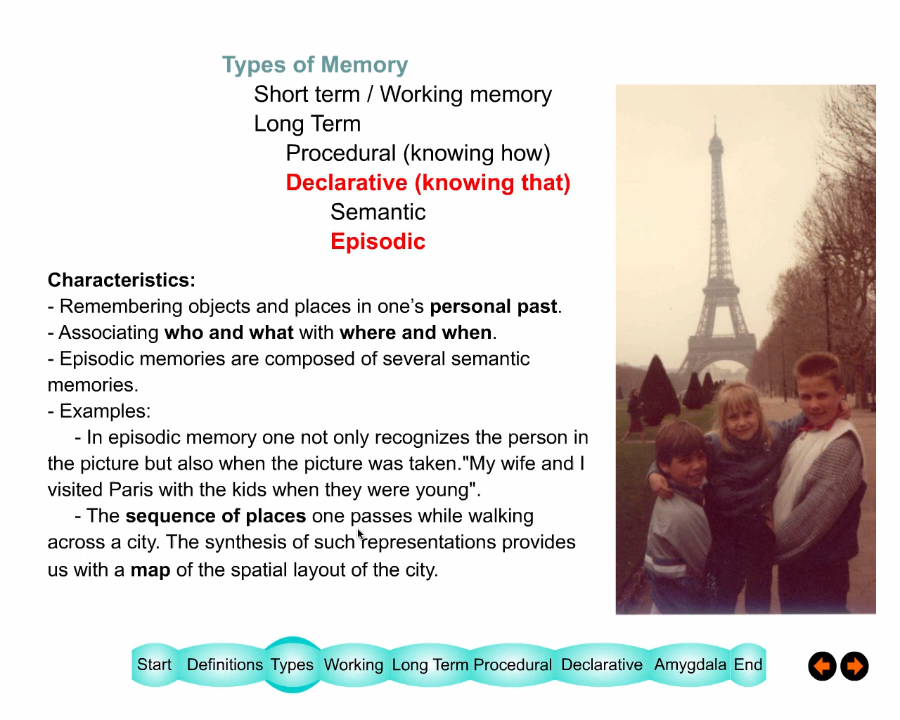 Types of Memory
Short term / Working memory
Long Term
Procedural (knowing how)
Declarative (knowing that)
Semantic
Episodic
Characteristics:
- Remembering objects and places in one’s personal past.
- Associating who and what with where and when.
- Episodic memories are composed of several semantic
memories.
- Examples:
- In episodic memory one not only recognizes the person in
the picture but also when the picture was taken."My wife and I
visited Paris with the kids when they were young".
- The sequence of places one passes while walking
across a city. The synthesis of such representations provides
us with a map of the spatial layout of the city.
Start Definitions Types Working Long Term Procedural Declarative Amygdala End